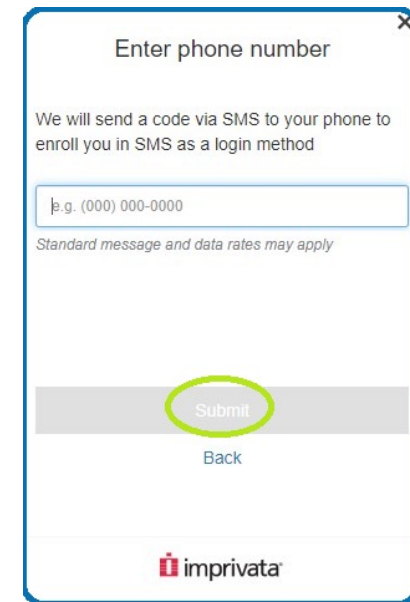 ×
Enter phone number
We will send a code via SMS to your phone to
enroll you in SMS as a login method
e.g. (000) 000-0000
Standard message and data rates may apply
Submit
Back
imprivata